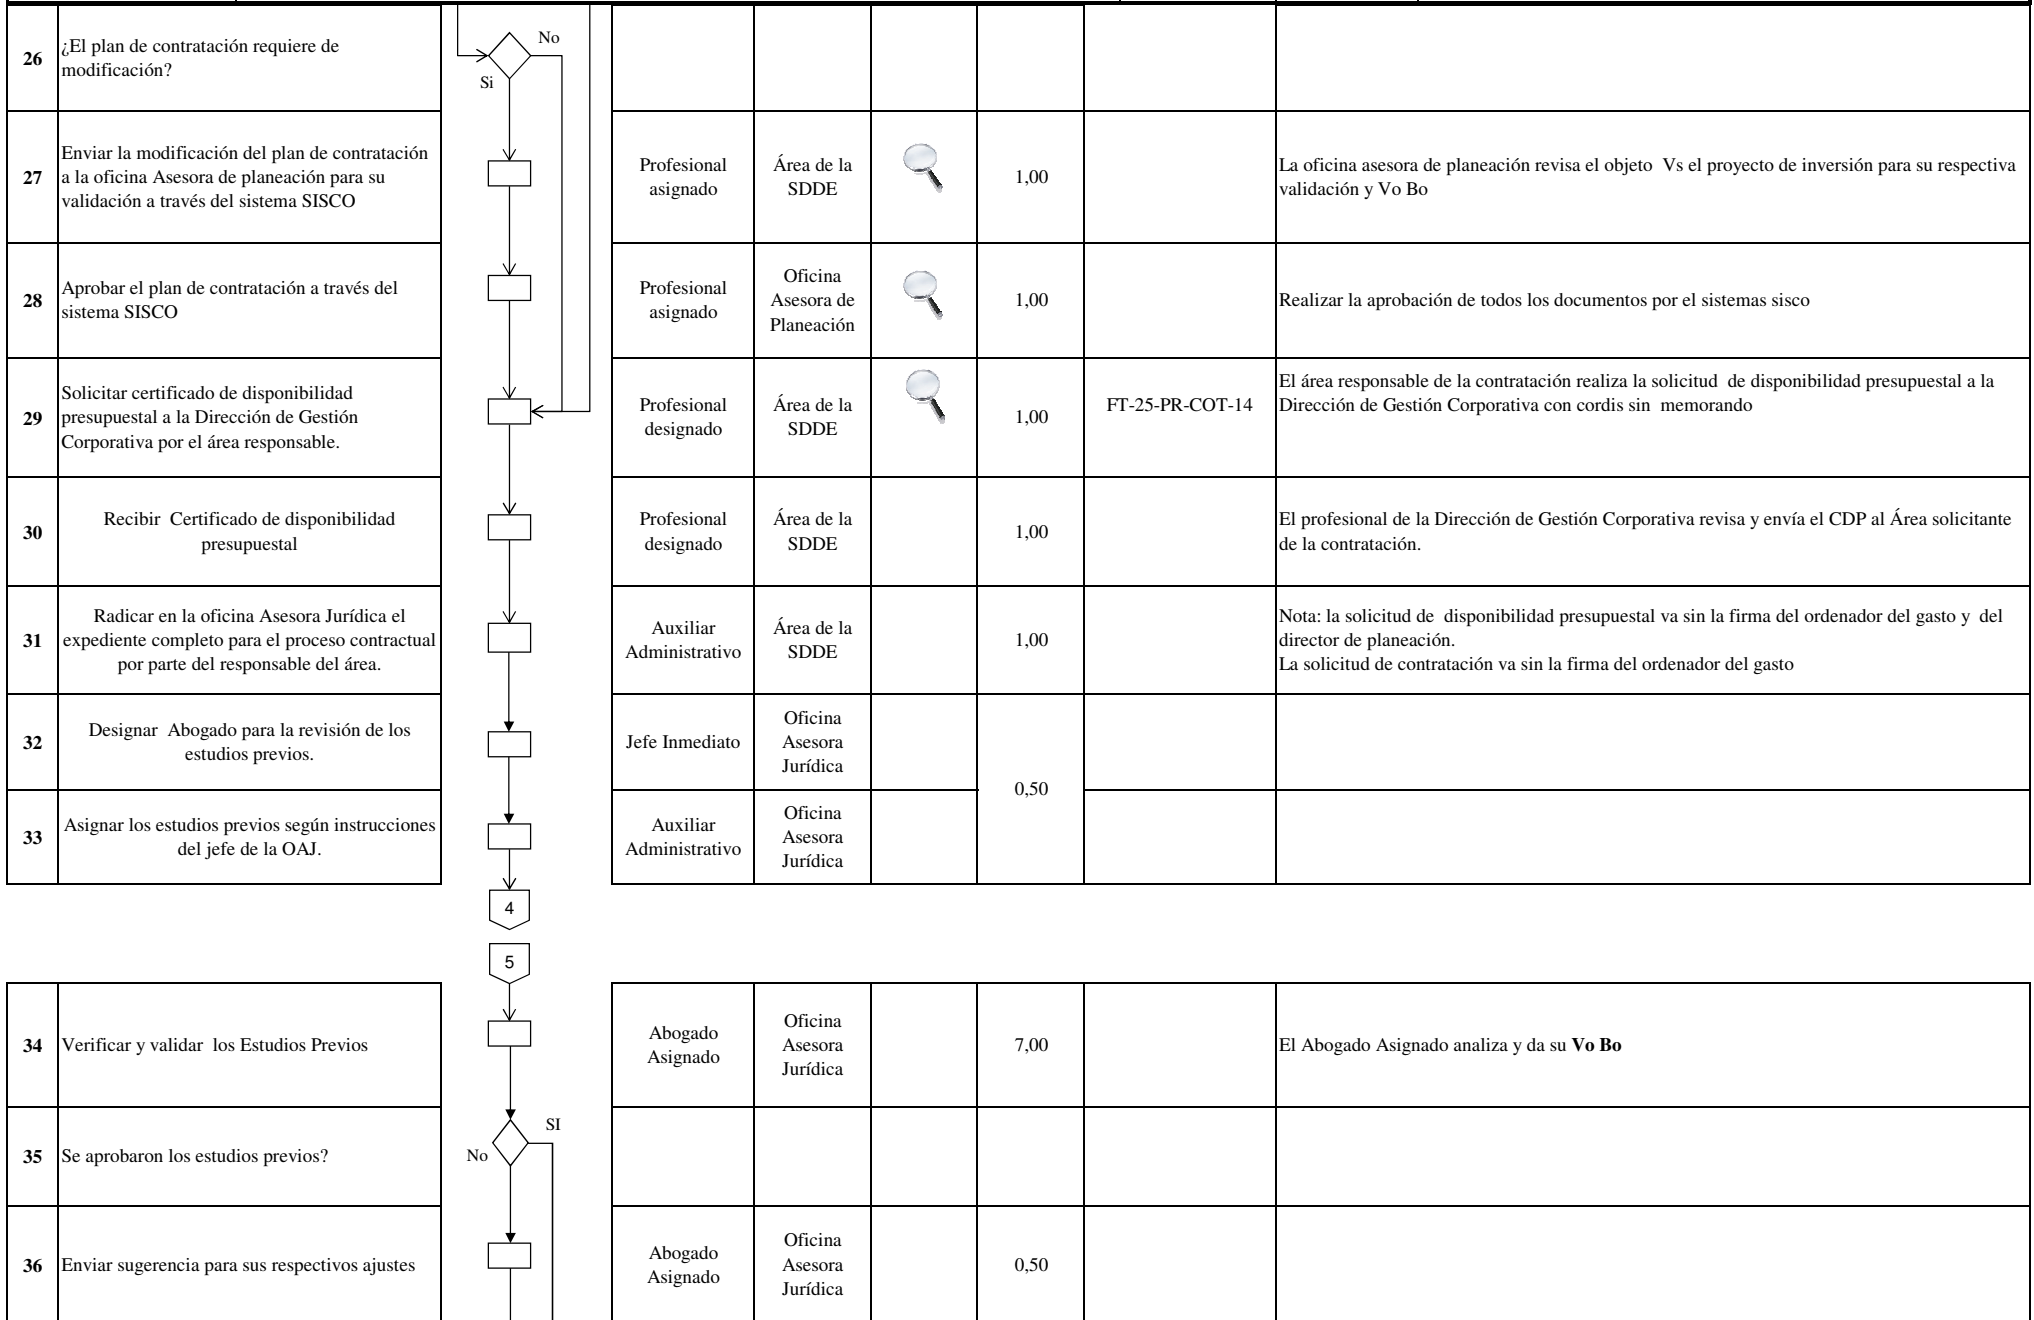 26
¿El plan de contratación requiere de
modificación?
No
Si
27
Enviar la modificación del plan de contratación
a la oficina Asesora de planeación para su
validación a través del sistema SISCO
Profesional
asignado
Área de la
SDDE
1,00
La oficina asesora de planeación revisa el objeto Vs el proyecto de inversión para su respectiva
validación y Vo Bo
28
Aprobar el plan de contratación a través del
sistema SISCO
Profesional
asignado
Oficina
Asesora de
Planeación
1,00
Realizar la aprobación de todos los documentos por el sistemas sisco
29
Solicitar certificado de disponibilidad
presupuestal a la Dirección de Gestión
Corporativa por el área responsable.
Profesional
designado
Área de la
SDDE
1,00
FT-25-PR-COT-14
El área responsable de la contratación realiza la solicitud de disponibilidad presupuestal a la
Dirección de Gestión Corporativa con cordis sin memorando
30
Recibir Certificado de disponibilidad
presupuestal
Profesional
designado
Área de la
SDDE
1,00
El profesional de la Dirección de Gestión Corporativa revisa y envía el CDP al Área solicitante
de la contratación.
31
Radicar en la oficina Asesora Jurídica el
expediente completo para el proceso contractual
por parte del responsable del área.
Auxiliar
Administrativo
Área de la
SDDE
1,00
Nota: la solicitud de disponibilidad presupuestal va sin la firma del ordenador del gasto y del
director de planeación.
La solicitud de contratación va sin la firma del ordenador del gasto
32
Designar Abogado para la revisión de los
estudios previos.
Jefe Inmediato
Oficina
Asesora
Jurídica
0,50
33
Asignar los estudios previos según instrucciones
del jefe de la OAJ.
Auxiliar
Administrativo
Oficina
Asesora
Jurídica
4
5
34
Verificar y validar los Estudios Previos
Abogado
Asignado
Oficina
Asesora
Jurídica
7,00
El Abogado Asignado analiza y da su Vo Bo
35
Se aprobaron los estudios previos?
SI
No
36
Enviar sugerencia para sus respectivos ajustes
Abogado
Asignado
Oficina
Asesora
Jurídica
0,50